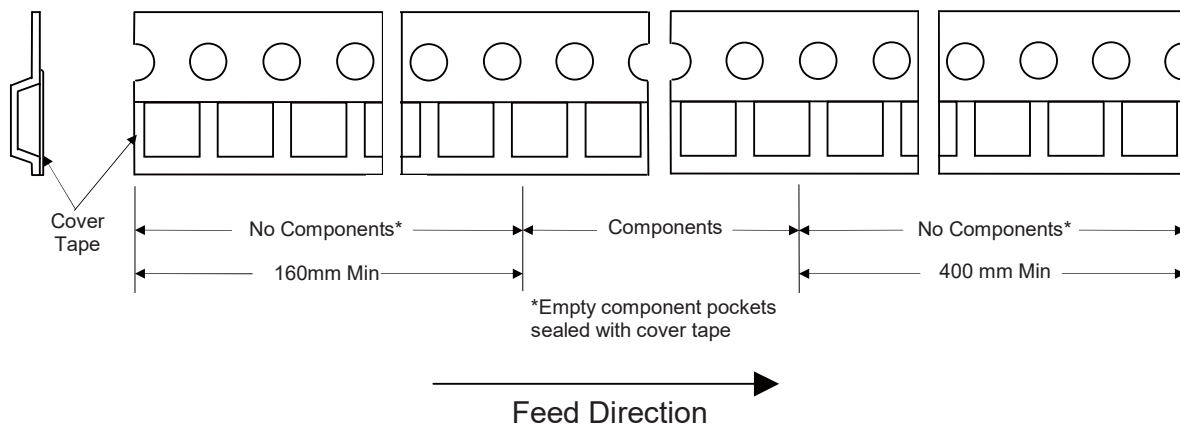 Cover
Tape
No Components*
Components
No Components*
160mm Min
400 mm Min
*Empty component pockets
sealed with cover tape
Feed Direction